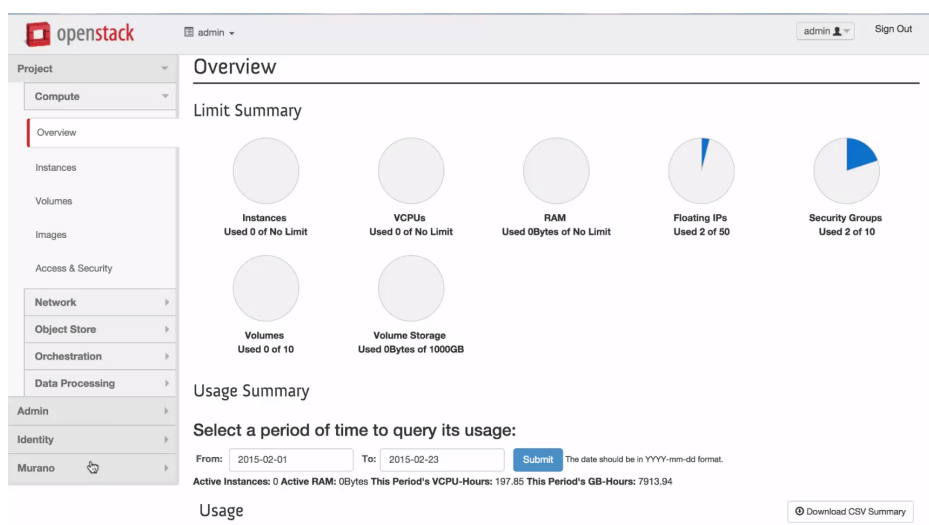 openstack
admin
admin
Sign Out
Project
Compute
Overview
Instances
Volumes
Images
Access & Security
Network
Object Store
Orchestration
Data Processing
Admin
Identity
Murano
Overview
Limit Summary
Instances
Used 0 of No Limit
VCPUs
Used 0 of No Limit
RAM
Used 0Bytes of No Limit
Floating IPs
Used 2 of 50
Security Groups
Used 2 of 10
Volumes
Used 0 of 10
Volume Storage
Used 0Bytes of 1000GB
Usage Summary
Select a period of time to query its usage:
From: 2015-02-01 To: 2015-02-23 Submit The date should be in YYYY-mm-dd format.
Active Instances: 0 Active RAM: 0Bytes This Period's VCPU-Hours: 197.85 This Period's GB-Hours: 7913.94
Usage
Download CSV Summary